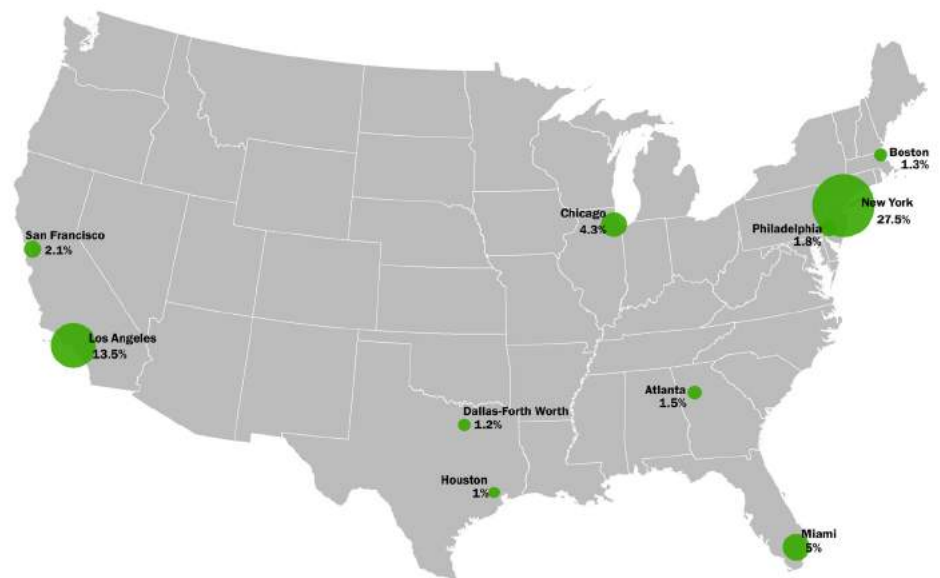 Boston
1.3%
New York
27.5%
Chicago
4.3%
Philadelphia
1.8%
San Francisco
2.1%
Los Angeles
13.5%
Atlanta
1.5%
Dallas-Forth Worth
1.2%
Houston
1%
Miami
5%